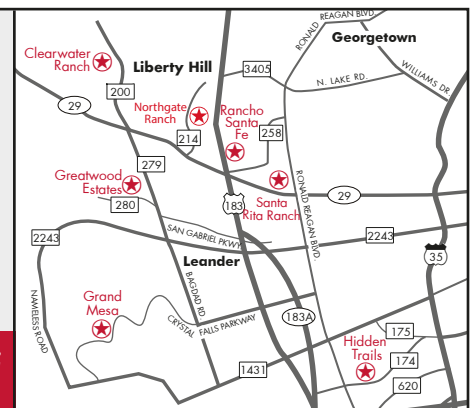 RONALD REAGAN BLVD.
Georgetown
Clearwater
Ranch
Liberty Hill
3405
N. LAKE RD.
WILLIAMS DR.
200
29
Northgate
Ranch
Rancho
Santa
Fe
214
258
279
Greatwood
Estates
280
183
Santa
Rita Ranch
29
RONALD REAGAN BLVD.
SAN GABRIEL PKWY
2243
2243
35
Leander
NAMELESS ROAD
BAGDAD RD.
Grand
Mesa
CRYSTAL FALLS PARKWAY
183A
175
Hidden
Trails
174
1431
620